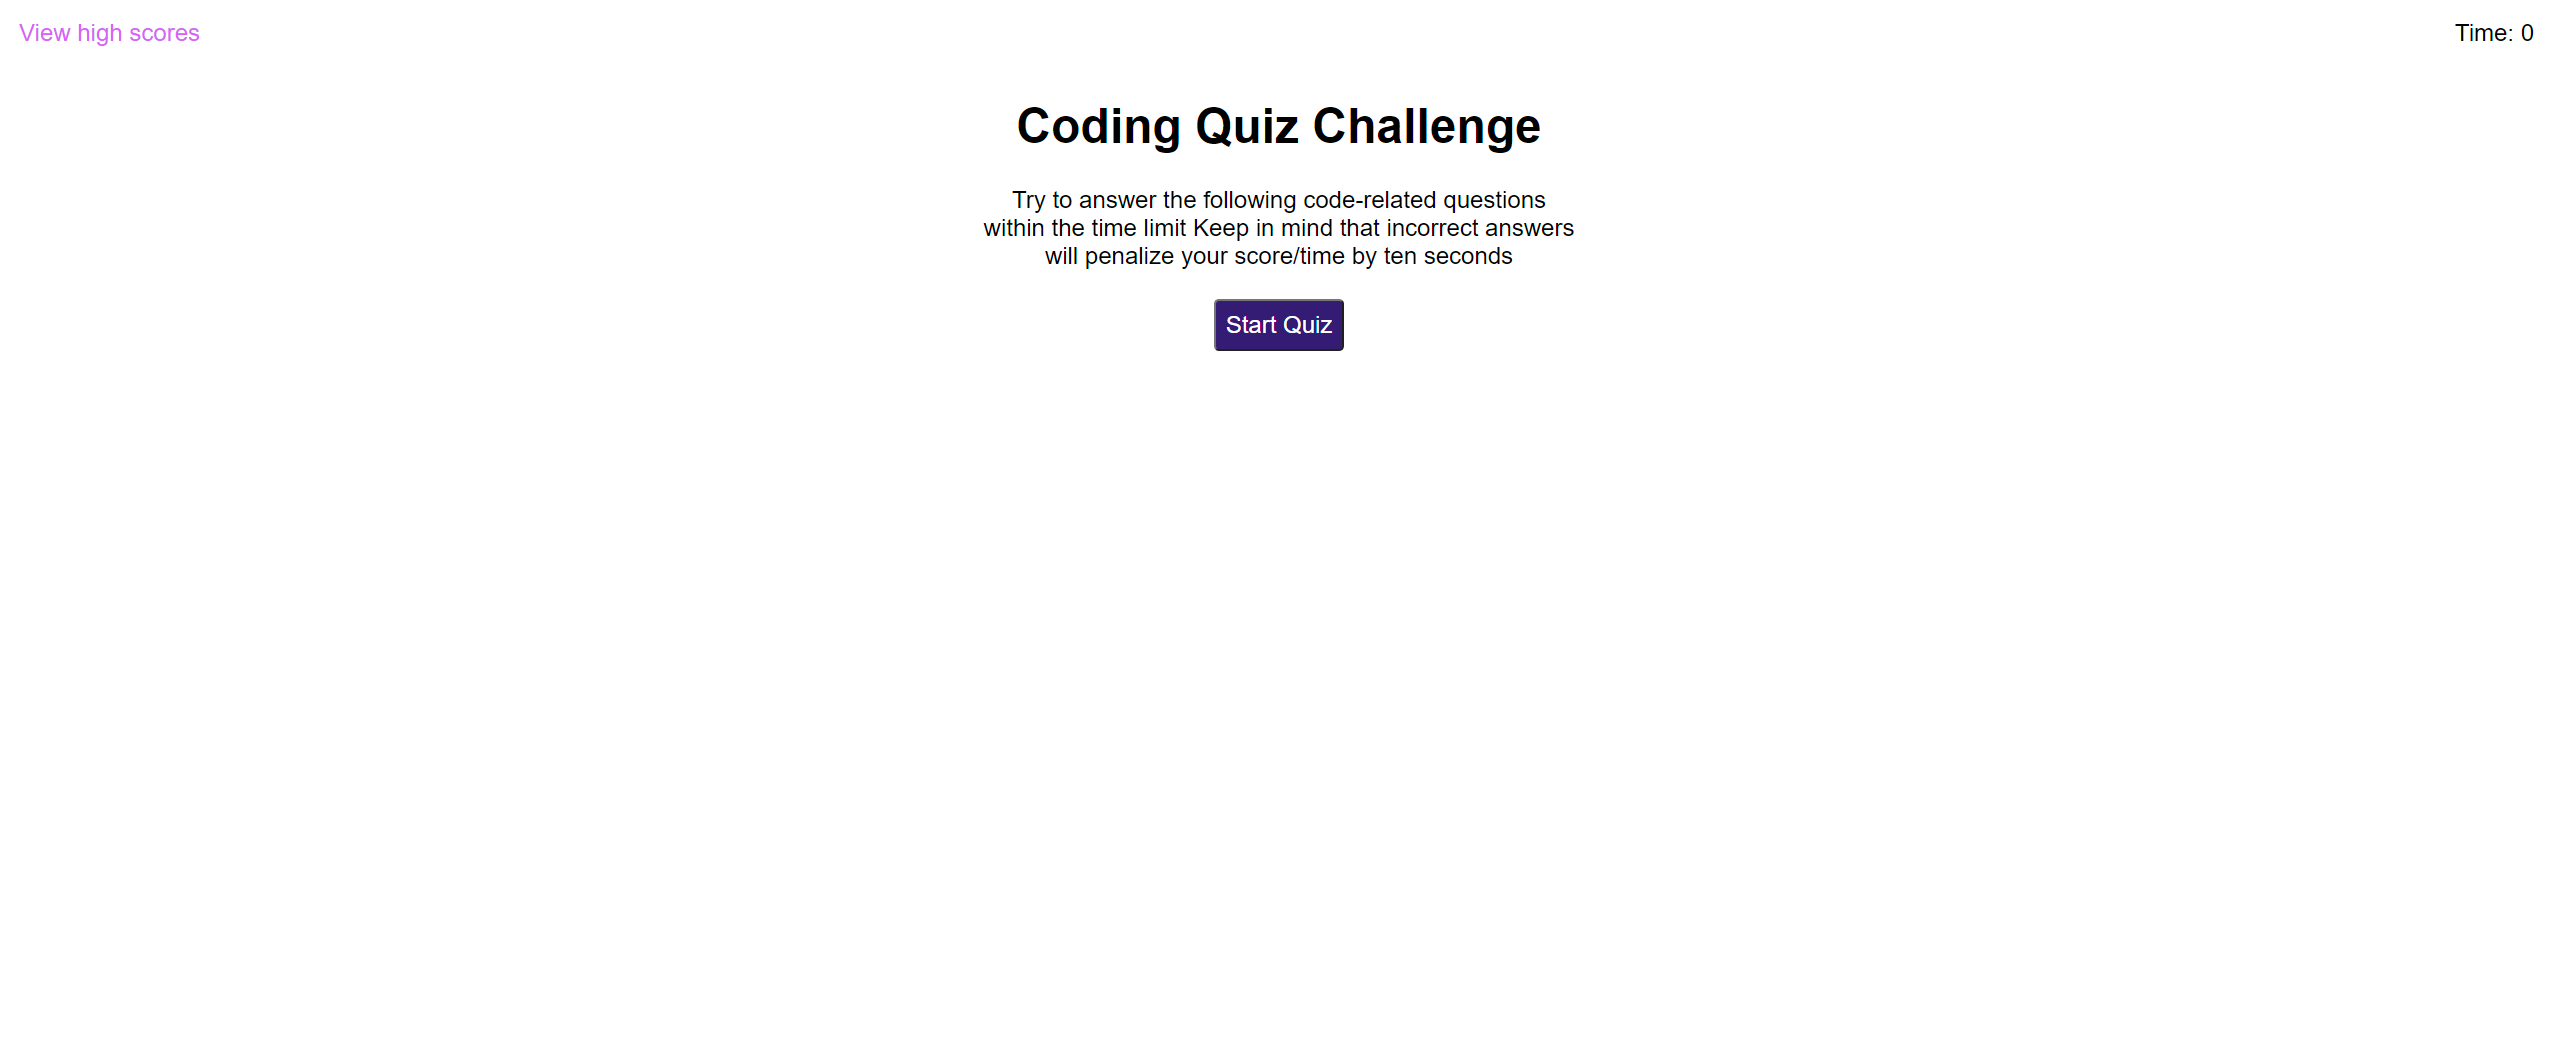 View high scores
Time: 0
Coding Quiz Challenge
Try to answer the following code-related questions
within the time limit Keep in mind that incorrect answers
will penalize your score/time by ten seconds
Start Quiz